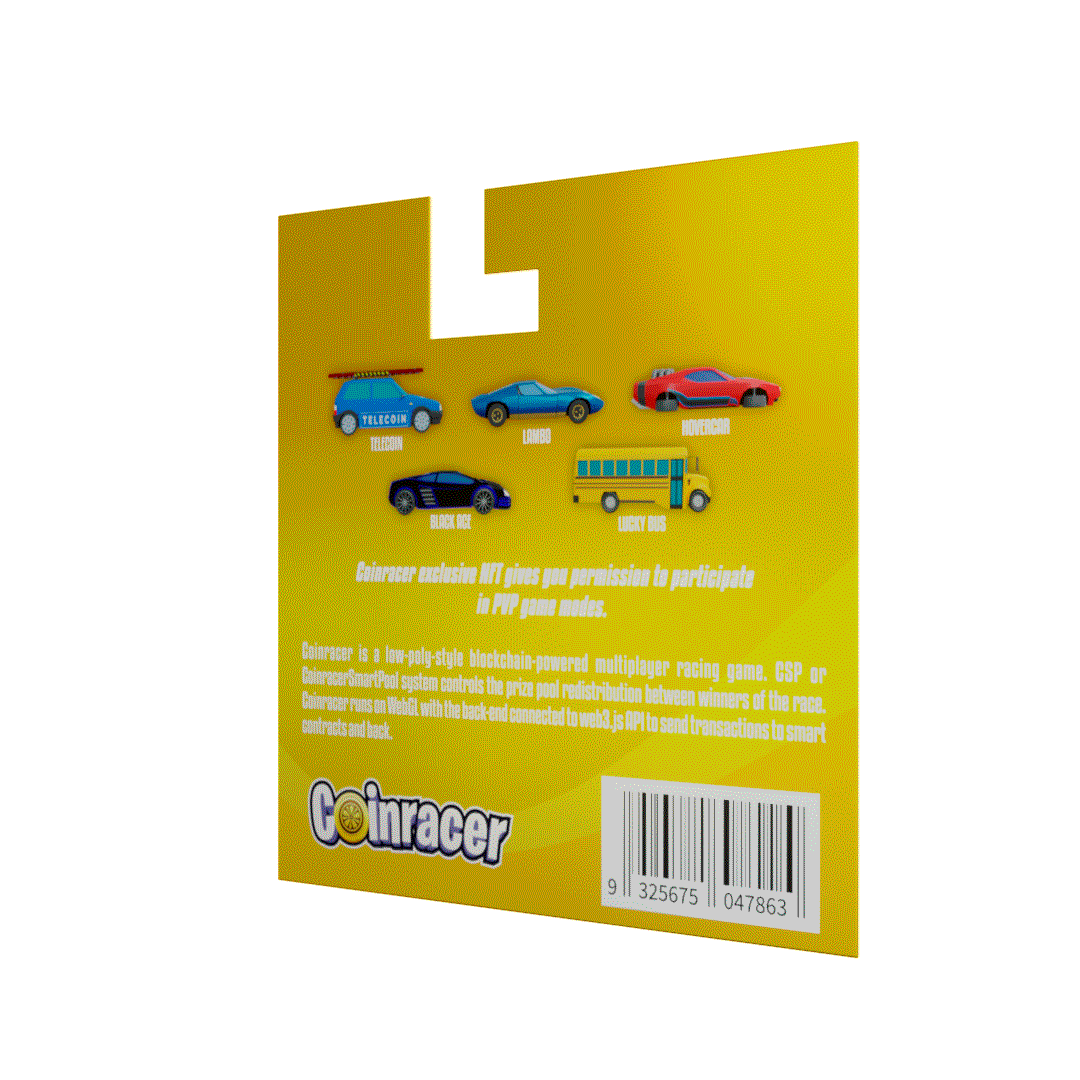 TELECOIN
TELECOIN
LAMBO
HOVERCAR
BLACK ACE
LUCKY BUS
Coinracer exclusive NFT gives you permission to participate
in PVP game modes.
Coinracer is a low-poly-style blockchain-powered multiplayer racing game. CSP or
CoinracerSmartPool system controls the prize pool redistribution between winners of the race.
Coinracer runs on WebGL with the back-end connected to web3.js API to send transactions to smart
contracts and back.
Coinracer
9 325675 047863